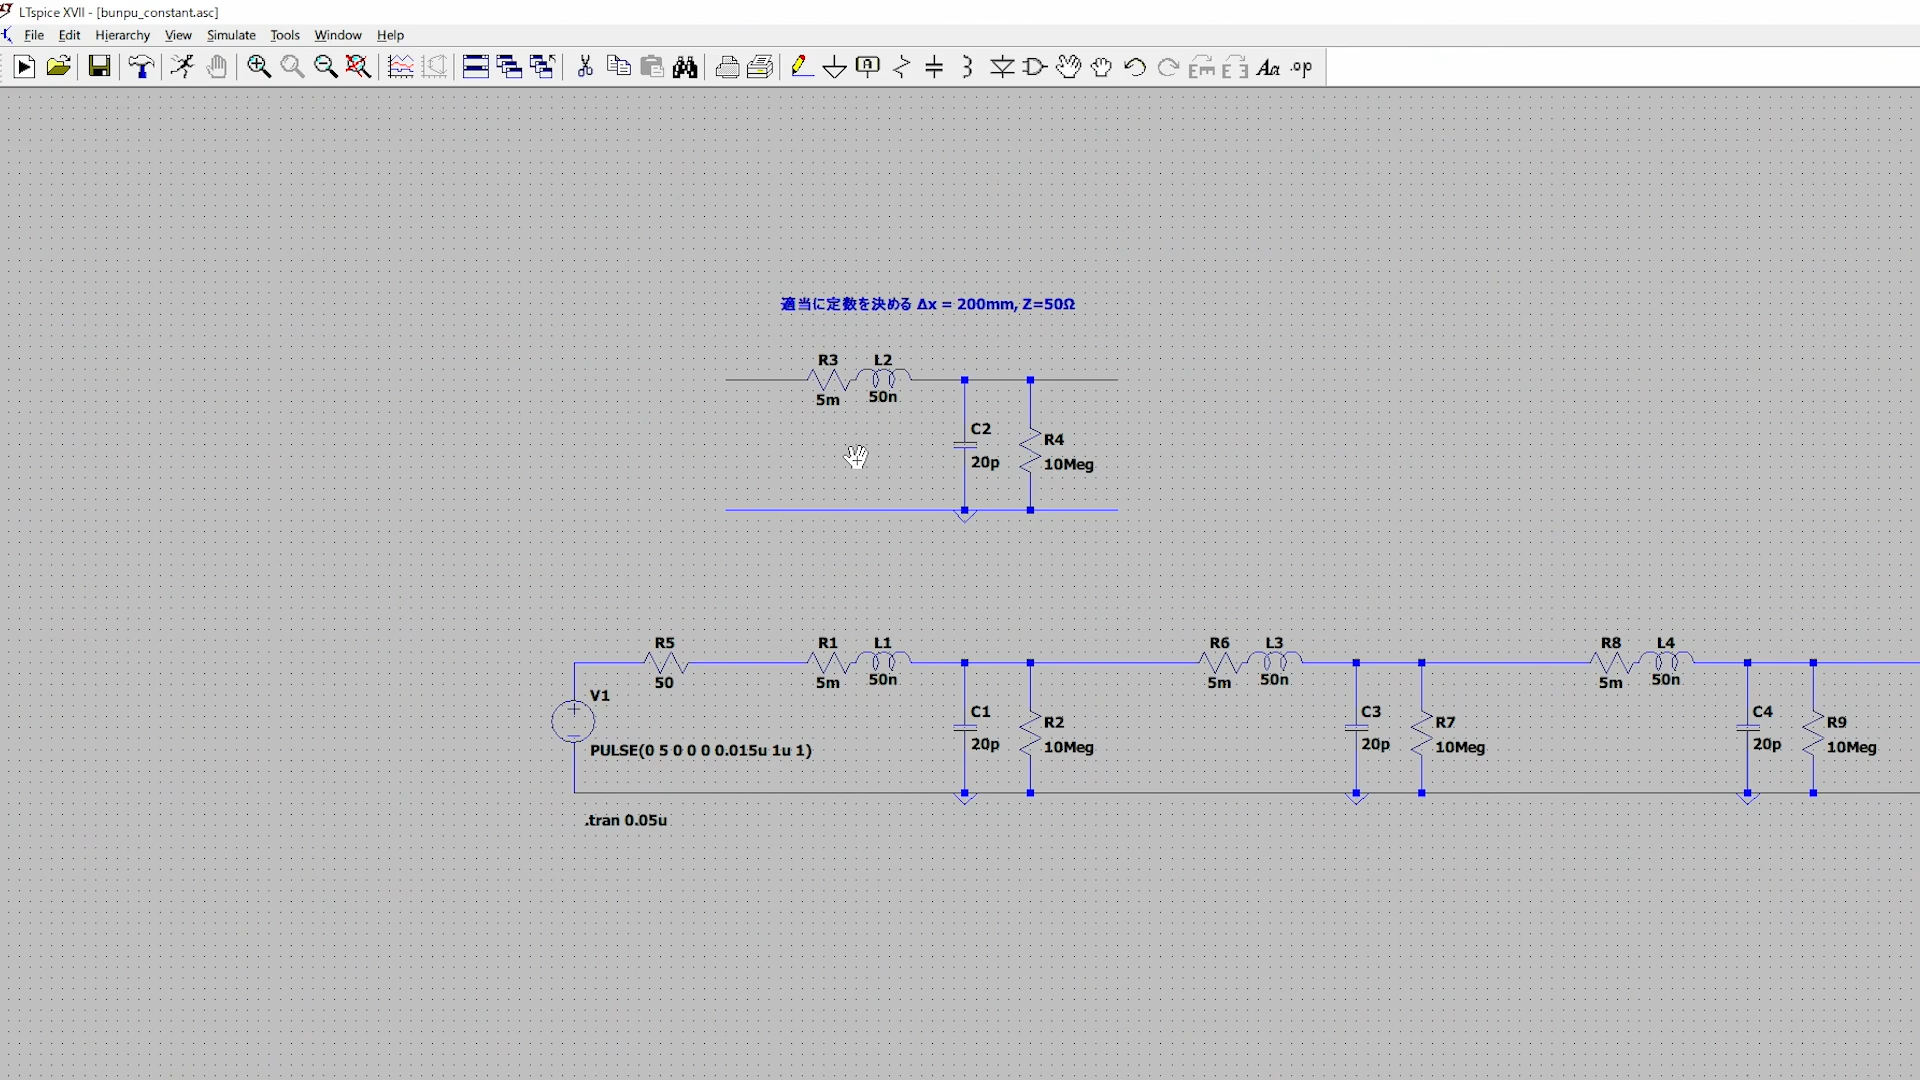 LTspice XVII - [bunpu_constant.asc]
File Edit Hierarchy View Simulate Tools Window Help
Aa .op
適当に定数を決める Δx = 200mm, Z=50Ω
R3 L2
5m 50n
C2
20p
R4
10Meg
R5 R1 L1 R6 L3 R8 L4
50 5m 50n 5m 50n 5m 50n
V1
C1 R2 C3 R7 C4 R9
20p 10Meg 20p 10Meg 20p 10Meg
PULSE(0 5 0 0 0 0.015u 1u 1)
.tran 0.05u